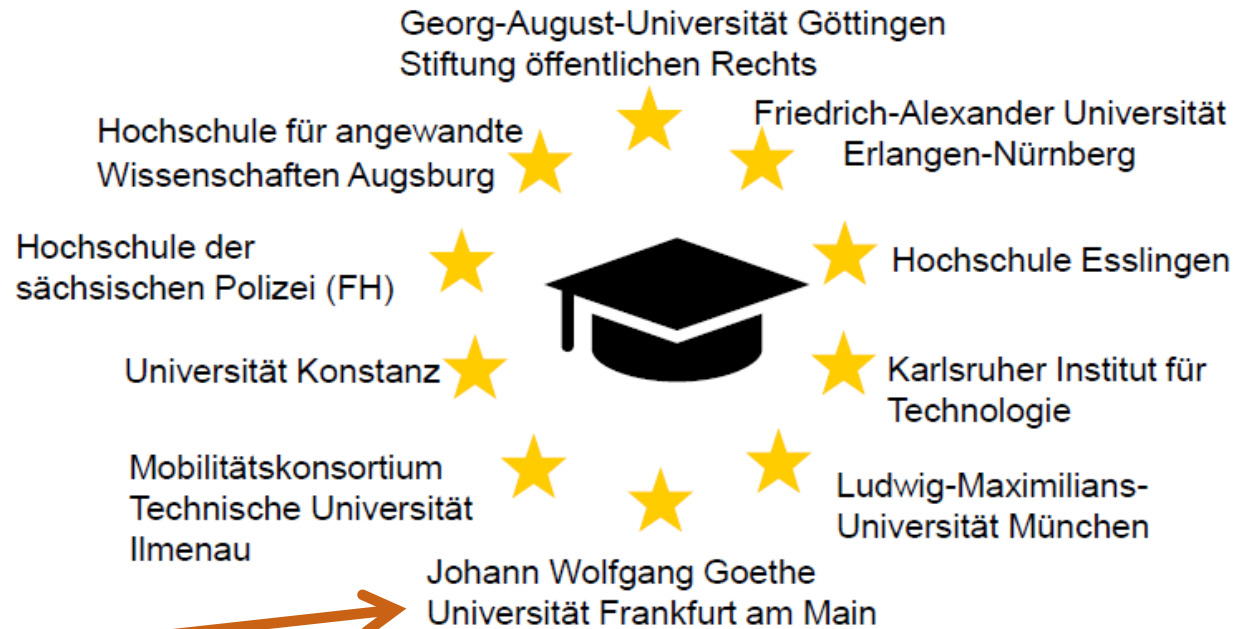 Georg-August-Universität Göttingen
Stiftung öffentlichen Rechts
Friedrich-Alexander Universität
Erlangen-Nürnberg
Hochschule für angewandte
Wissenschaften Augsburg
Hochschule der
sächsischen Polizei (FH)
Hochschule Esslingen
Universität Konstanz
Karlsruher Institut für
Technologie
Mobilitätskonsortium
Technische Universität
Ilmenau
Ludwig-Maximilians-
Universität München
Johann Wolfgang Goethe
Universität Frankfurt am Main